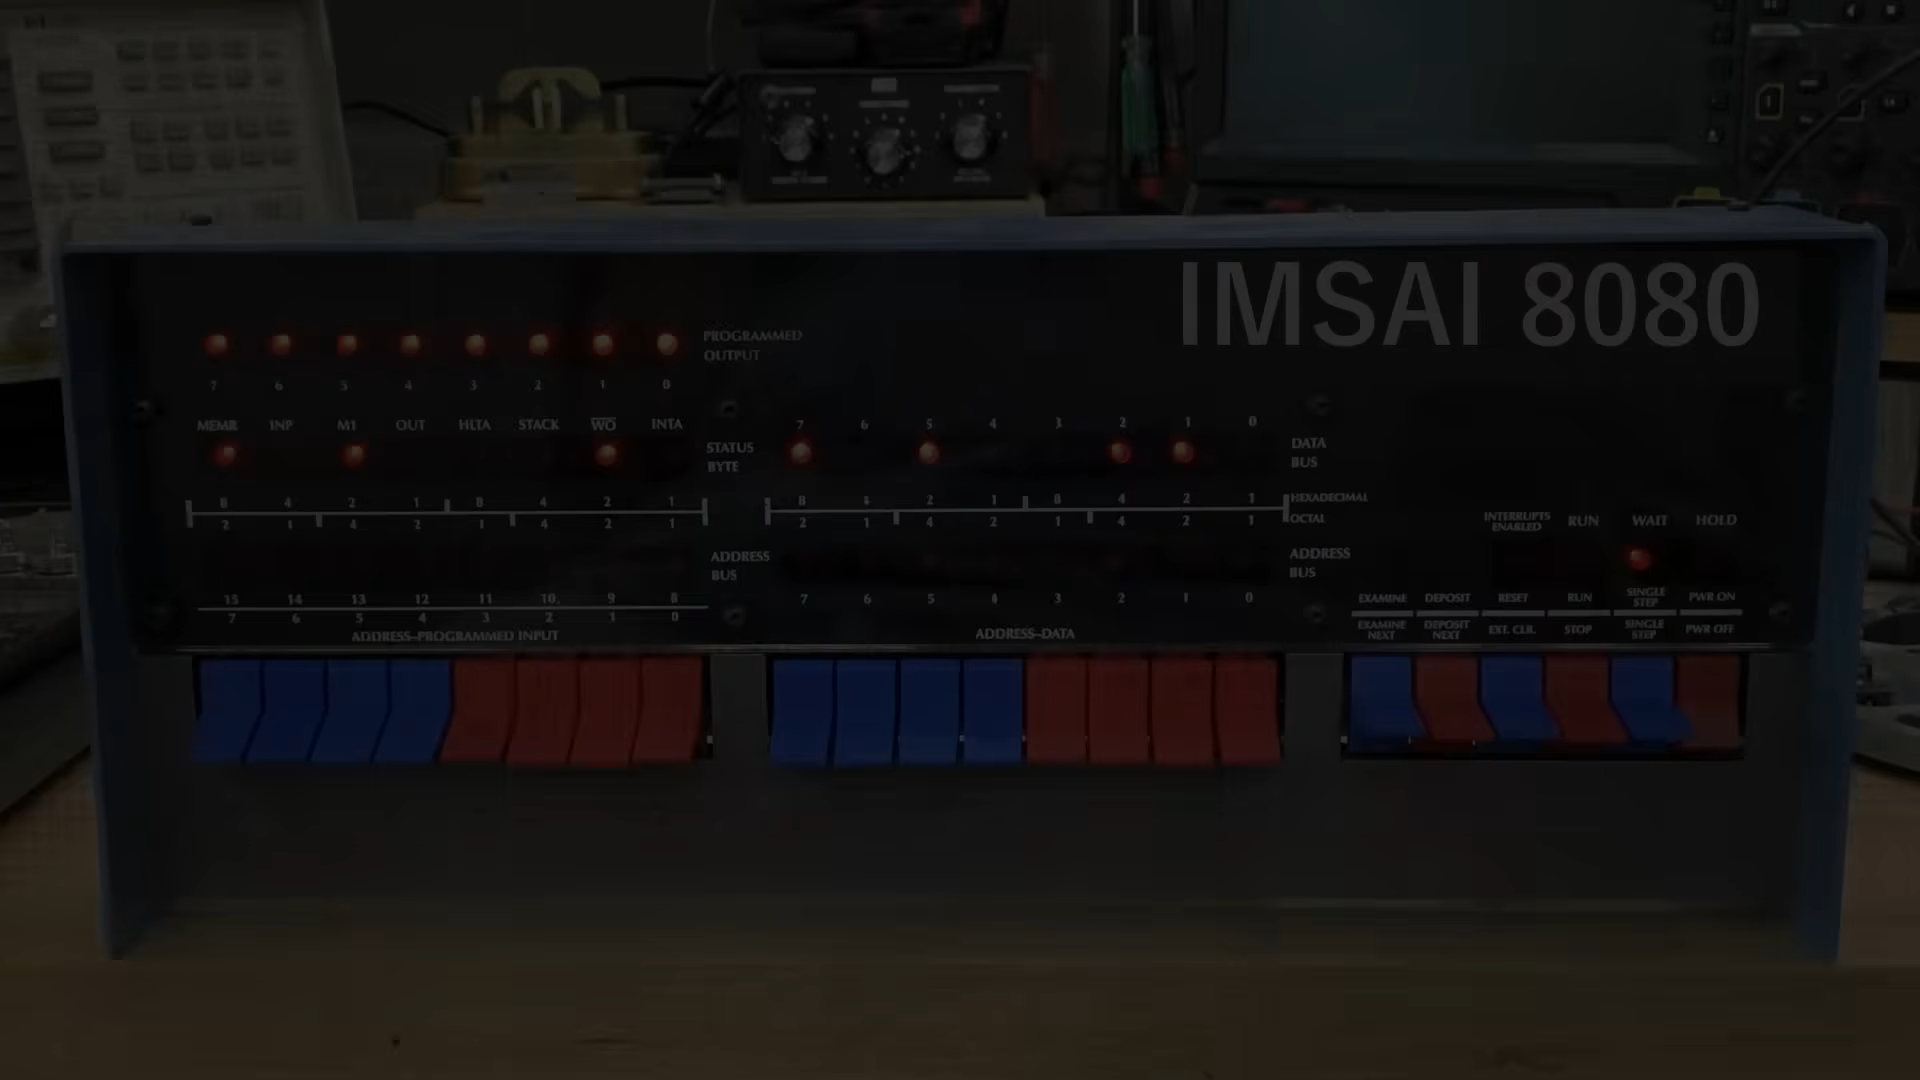 IMSAI 8080
PROGRAMMED
OUTPUT
7 6 5 4 3 2 1 0
MEMR INP M1 OUT HLTA STACK WO INTA
STATUS
BYTE
7 6 5 4 3 2 1 0
DATA
BUS
8 4 2 1 8 4 2 1
2 1 4 2 1 4 2 1
8 4 2 1 8 4 2 1
HEXADECIMAL
2 1 4 2 1 4 2 1
OCTAL
ADDRESS
BUS
ADDRESS
BUS
15 14 13 12 11 10. 9 8
7 6 5 4 3 2 1 0
ADDRESS–PROGRAMMED INPUT
7 6 5 4 3 2 1 0
ADDRESS–DATA
INTERRUPTS
ENABLED
RUN
WAIT
HOLD
EXAMINE
EXAMINE
NEXT
DEPOSIT
DEPOSIT
NEXT
RESET
EXT. CLR.
RUN
STOP
SINGLE
STEP
SINGLE
STEP
PWR ON
PWR OFF